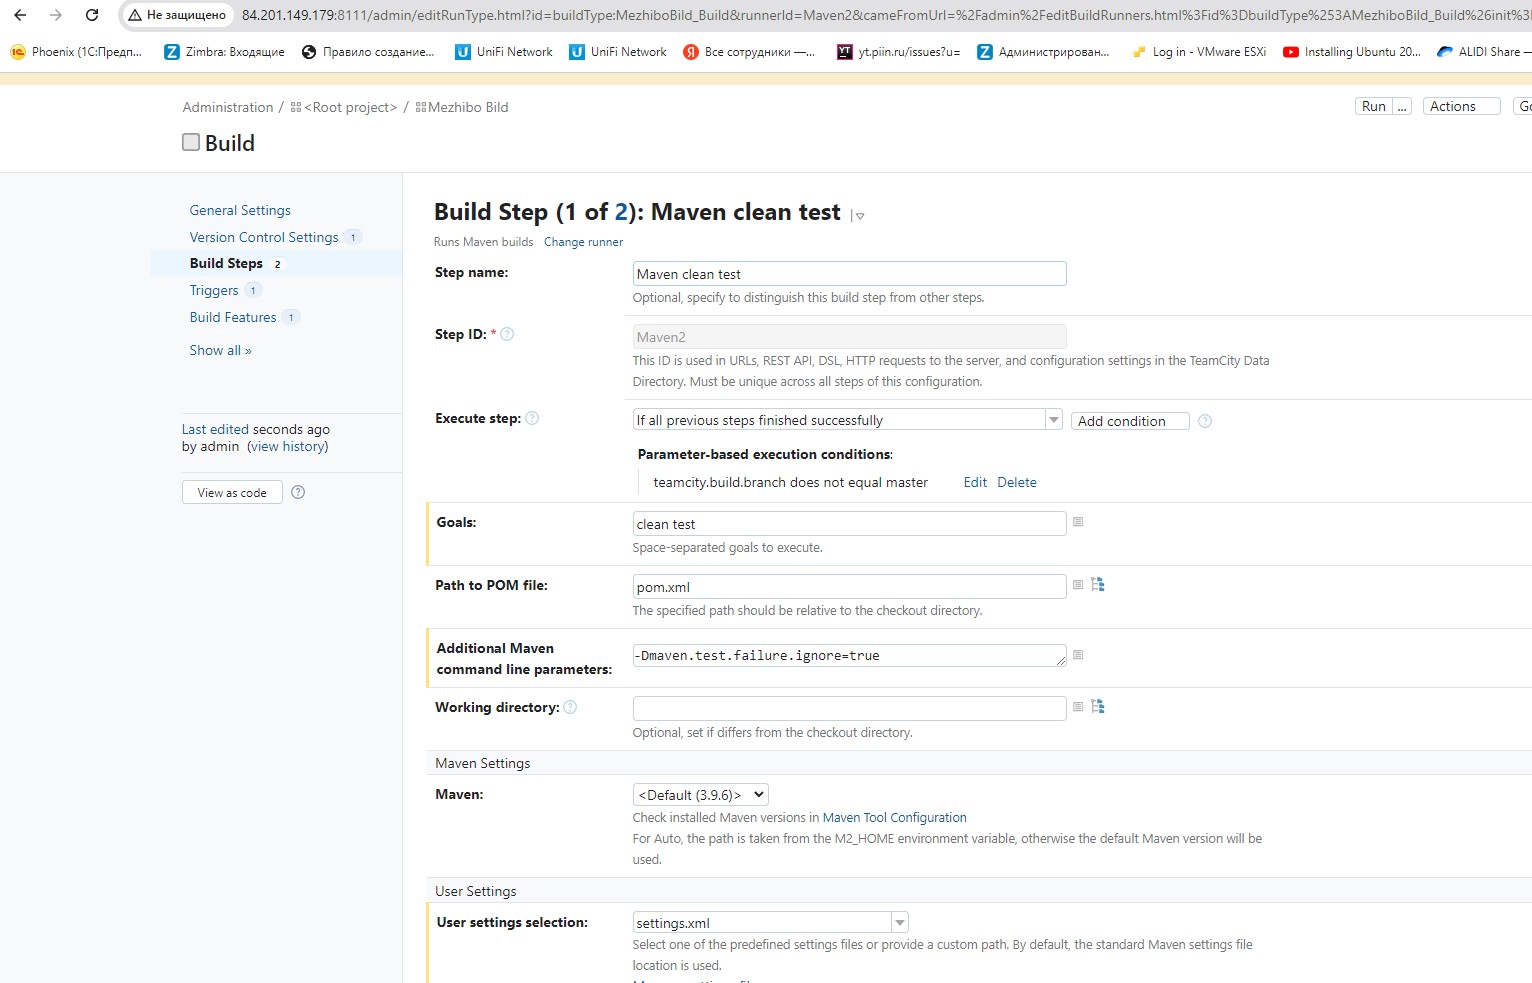 Не защищено 84.201.149.179:8111/admin/editRunType.html?id=buildType:MezhiboBild_Build&runnerId=Maven2&cameFromUrl=%2Fadmin%2FeditBuildRunners.html%3Fid%3DbuildType%253AMezhiboBild_Build%26init%3
Phoenix (1С:Предп... Zimbra: Входящие Правило создание... UniFi Network UniFi Network Все сотрудники —... yt.piin.ru/issues?u= Администрирован... Log in - VMware ESXi Installing Ubuntu 20... ALIDI Share —
Administration / <Root project> / Mezhibo Bild
Run ... Actions Go
Build
General Settings
Version Control Settings 1
Build Steps 2
Triggers 1
Build Features 1
Show all »
Last edited seconds ago
by admin (view history)
View as code ?
Build Step (1 of 2): Maven clean test
Runs Maven builds Change runner
Step name: Maven clean test
Optional, specify to distinguish this build step from other steps.
Step ID: * ? Maven2
This ID is used in URLs, REST API, DSL, HTTP requests to the server, and configuration settings in the TeamCity Data
Directory. Must be unique across all steps of this configuration.
Execute step: ? If all previous steps finished successfully Add condition ?
Parameter-based execution conditions:
teamcity.build.branch does not equal master Edit Delete
Goals: clean test
Space-separated goals to execute.
Path to POM file: pom.xml
The specified path should be relative to the checkout directory.
Additional Maven
command line parameters: -Dmaven.test.failure.ignore=true
Working directory: ?
Optional, set if differs from the checkout directory.
Maven Settings
Maven: <Default (3.9.6)>
Check installed Maven versions in Maven Tool Configuration
For Auto, the path is taken from the M2_HOME environment variable, otherwise the default Maven version will be
used.
User Settings
User settings selection: settings.xml
Select one of the predefined settings files or provide a custom path. By default, the standard Maven settings file
location is used.